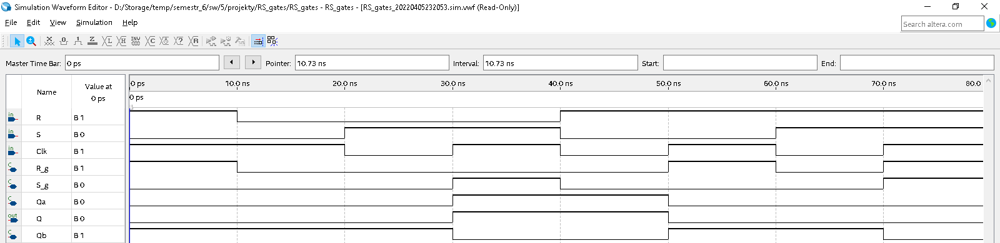 Simulation Waveform Editor - D:/Storage/temp/semestr_6/sw/5/projekty/RS_gates/RS_gates - RS_gates - [RS_gates_20220405232053.sim.vwf (Read-Only)]
File Edit View Simulation Help
Search altera.com
Master Time Bar: 0 ps Pointer: 10.73 ns Interval: 10.73 ns Start: End:
Name Value at 0 ps
0 ps 10.0 ns 20.0 ns 30.0 ns 40.0 ns 50.0 ns 60.0 ns 70.0 ns 80.0
0 ps
in R B 1
in S B 0
in Clk B 1
C R_g B 1
C S_g B 0
C Qa B 0
out Q B 0
C Qb B 1